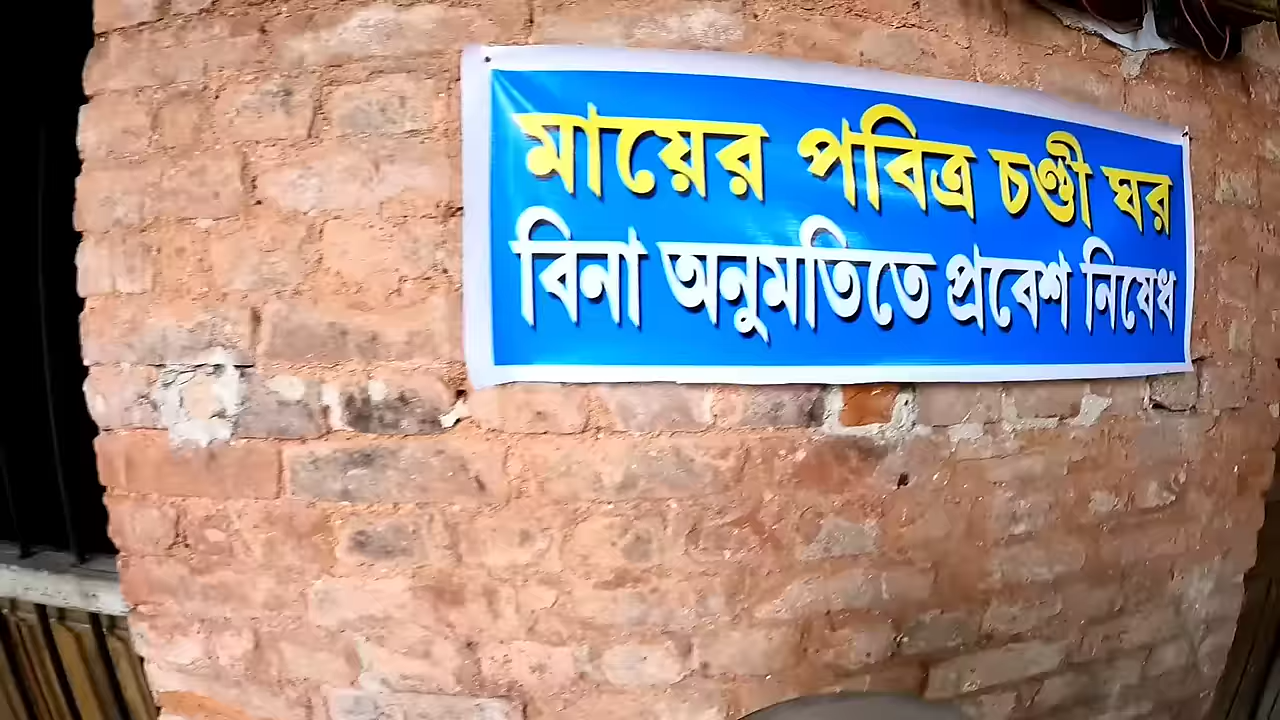 মায়ের পবিত্র চণ্ডী ঘর
বিনা অনুমতিতে প্রবেশ নিষেধ